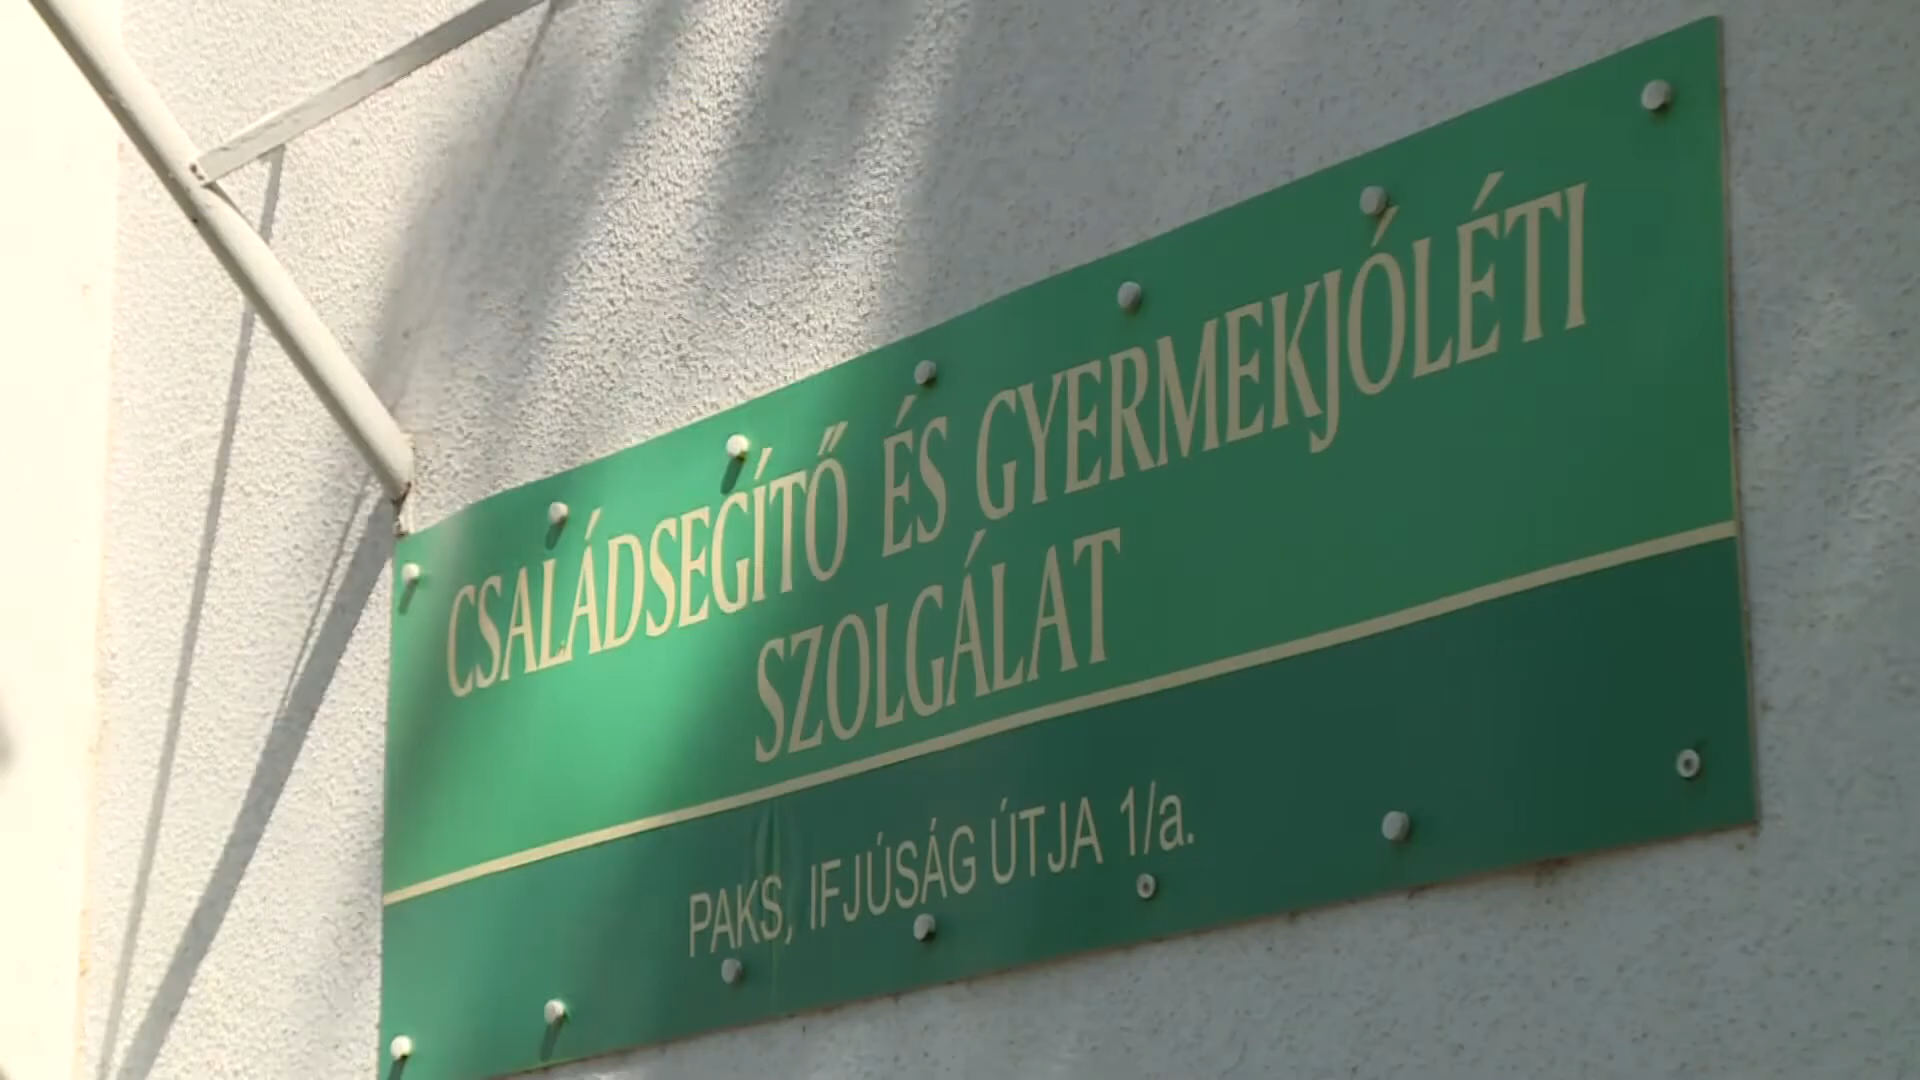 CSALÁDSEGÍTŐ ÉS GYERMEKJÓLÉTI
SZOLGÁLAT
PAKS, IFJÚSÁG ÚTJA 1/a.